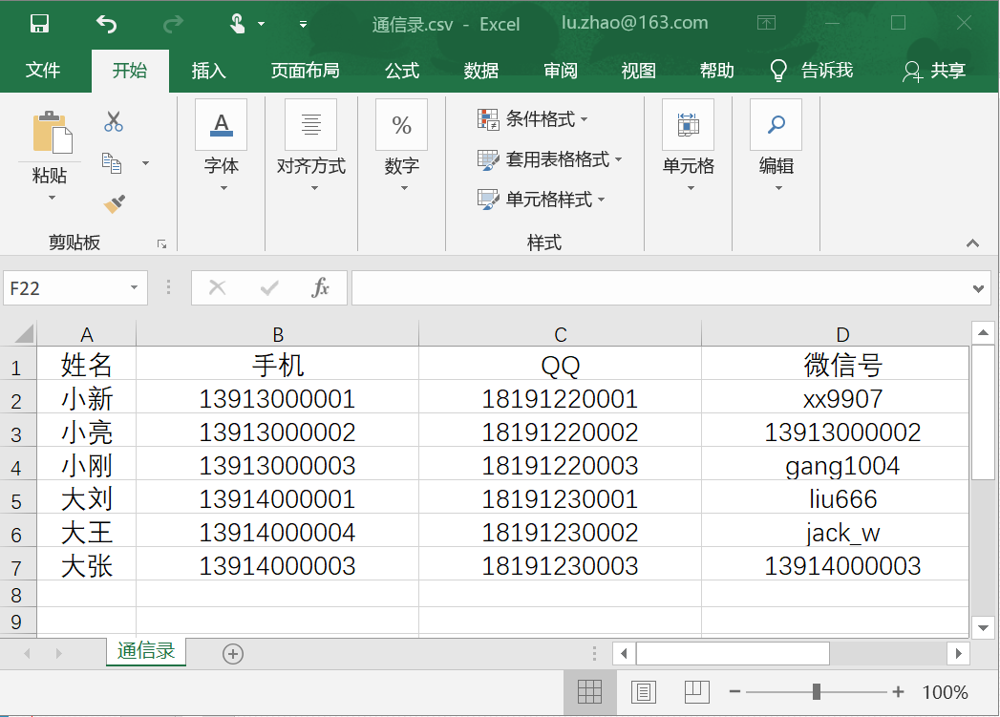 通信录.csv - Excel lu.zhao@163.com
文件 开始 插入 页面布局 公式 数据 审阅 视图 帮助 告诉我 共享
粘贴 字体 对齐方式 % 数字 条件格式 单元格 编辑
套用表格格式
单元格样式
剪贴板 样式
F22 fx
A B C D
1 姓名 手机 QQ 微信号
2 小新 13913000001 18191220001 xx9907
3 小亮 13913000002 18191220002 13913000002
4 小刚 13913000003 18191220003 gang1004
5 大刘 13914000001 18191230001 liu666
6 大王 13914000004 18191230002 jack_w
7 大张 13914000003 18191230003 13914000003
8
9
通信录
100%